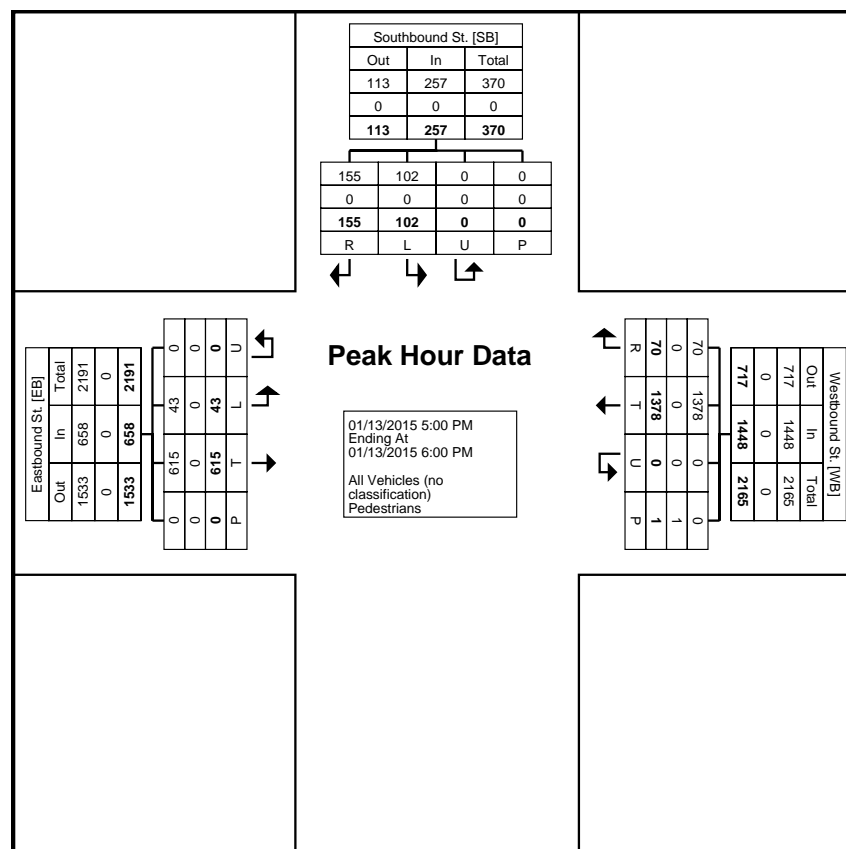 Southbound St. [SB]
Out In Total
113 257 370
0 0 0
113 257 370
155 102 0 0
0 0 0 0
155 102 0 0
R L U P
Peak Hour Data
01/13/2015 5:00 PM
Ending At
01/13/2015 6:00 PM
All Vehicles (no
classification)
Pedestrians
Eastbound St. [EB]
Out In Total
1533 658 2191
0 0 0
1533 658 2191
0 615 43 0
0 0 0 0
0 615 43 0
P T L U
Westbound St. [WB]
Out In Total
717 1448 2165
0 0 0
717 1448 2165
70 1378 0 0
0 0 0 1
70 1378 0 1
R T U P